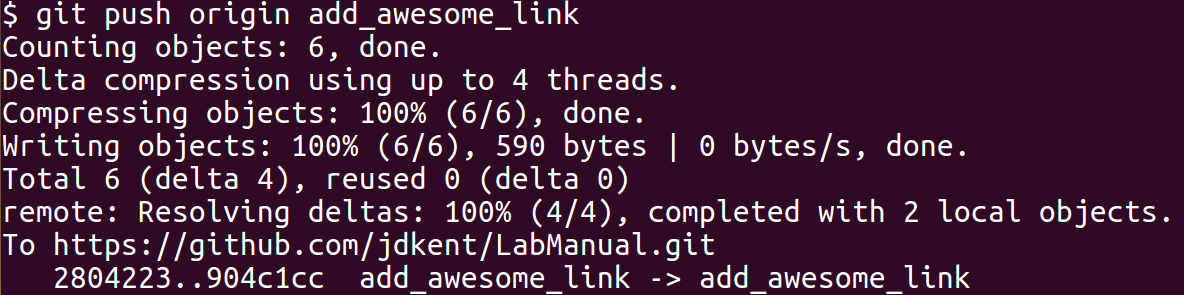 $ git push origin add_awesome_link
Counting objects: 6, done.
Delta compression using up to 4 threads.
Compressing objects: 100% (6/6), done.
Writing objects: 100% (6/6), 590 bytes | 0 bytes/s, done.
Total 6 (delta 4), reused 0 (delta 0)
remote: Resolving deltas: 100% (4/4), completed with 2 local objects.
To https://github.com/jdkent/LabManual.git
   2804223..904c1cc  add_awesome_link -> add_awesome_link